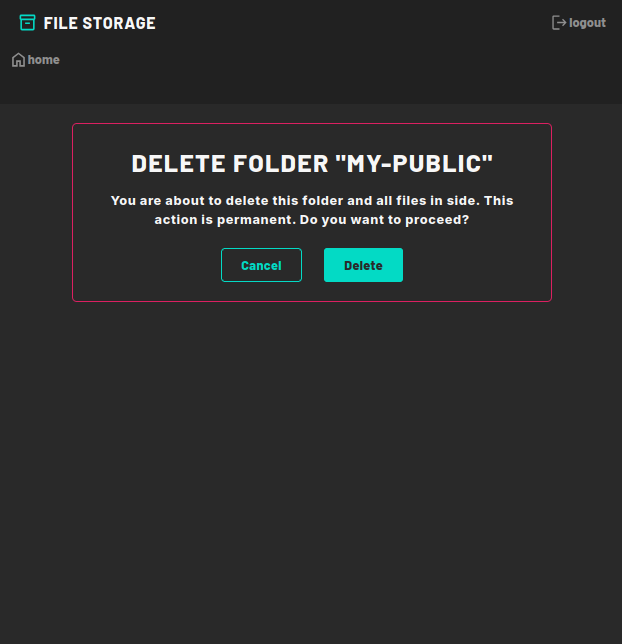 FILE STORAGE
logout
home
DELETE FOLDER "MY-PUBLIC"
You are about to delete this folder and all files in side. This
action is permanent. Do you want to proceed?
Cancel
Delete